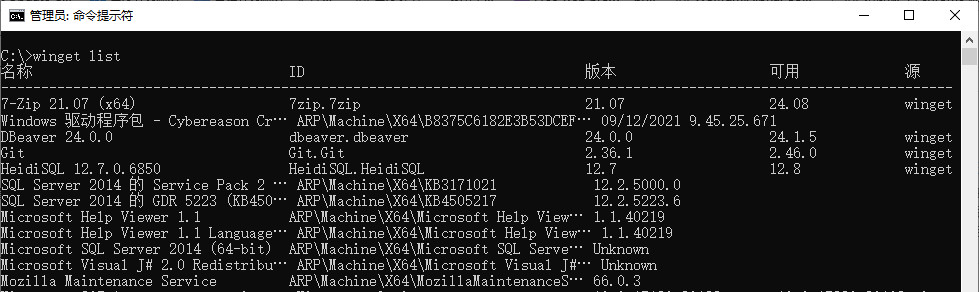 管理员: 命令提示符
C:\>winget list
名称 ID 版本 可用 源
7-Zip 21.07 (x64) 7zip.7zip 21.07 24.08 winget
Windows 驱动程序包 - Cybereason Cr… ARP\Machine\X64\B8375C6182E3B53DCEF… 09/12/2021 9.45.25.671
DBeaver 24.0.0 dbeaver.dbeaver 24.0.0 24.1.5 winget
Git Git.Git 2.36.1 2.46.0 winget
HeidiSQL 12.7.0.6850 HeidiSQL.HeidiSQL 12.7 12.8 winget
SQL Server 2014 的 Service Pack 2 … ARP\Machine\X64\KB3171021 12.2.5000.0
SQL Server 2014 的 GDR 5223 (KB450… ARP\Machine\X64\KB4505217 12.2.5223.6
Microsoft Help Viewer 1.1 ARP\Machine\X64\Microsoft Help View… 1.1.40219
Microsoft Help Viewer 1.1 Language… ARP\Machine\X64\Microsoft Help View… 1.1.40219
Microsoft SQL Server 2014 (64-bit) ARP\Machine\X64\Microsoft SQL Serve… Unknown
Microsoft Visual J# 2.0 Redistribu… ARP\Machine\X64\Microsoft Visual J#… Unknown
Mozilla Maintenance Service ARP\Machine\X64\MozillaMaintenanceS… 66.0.3